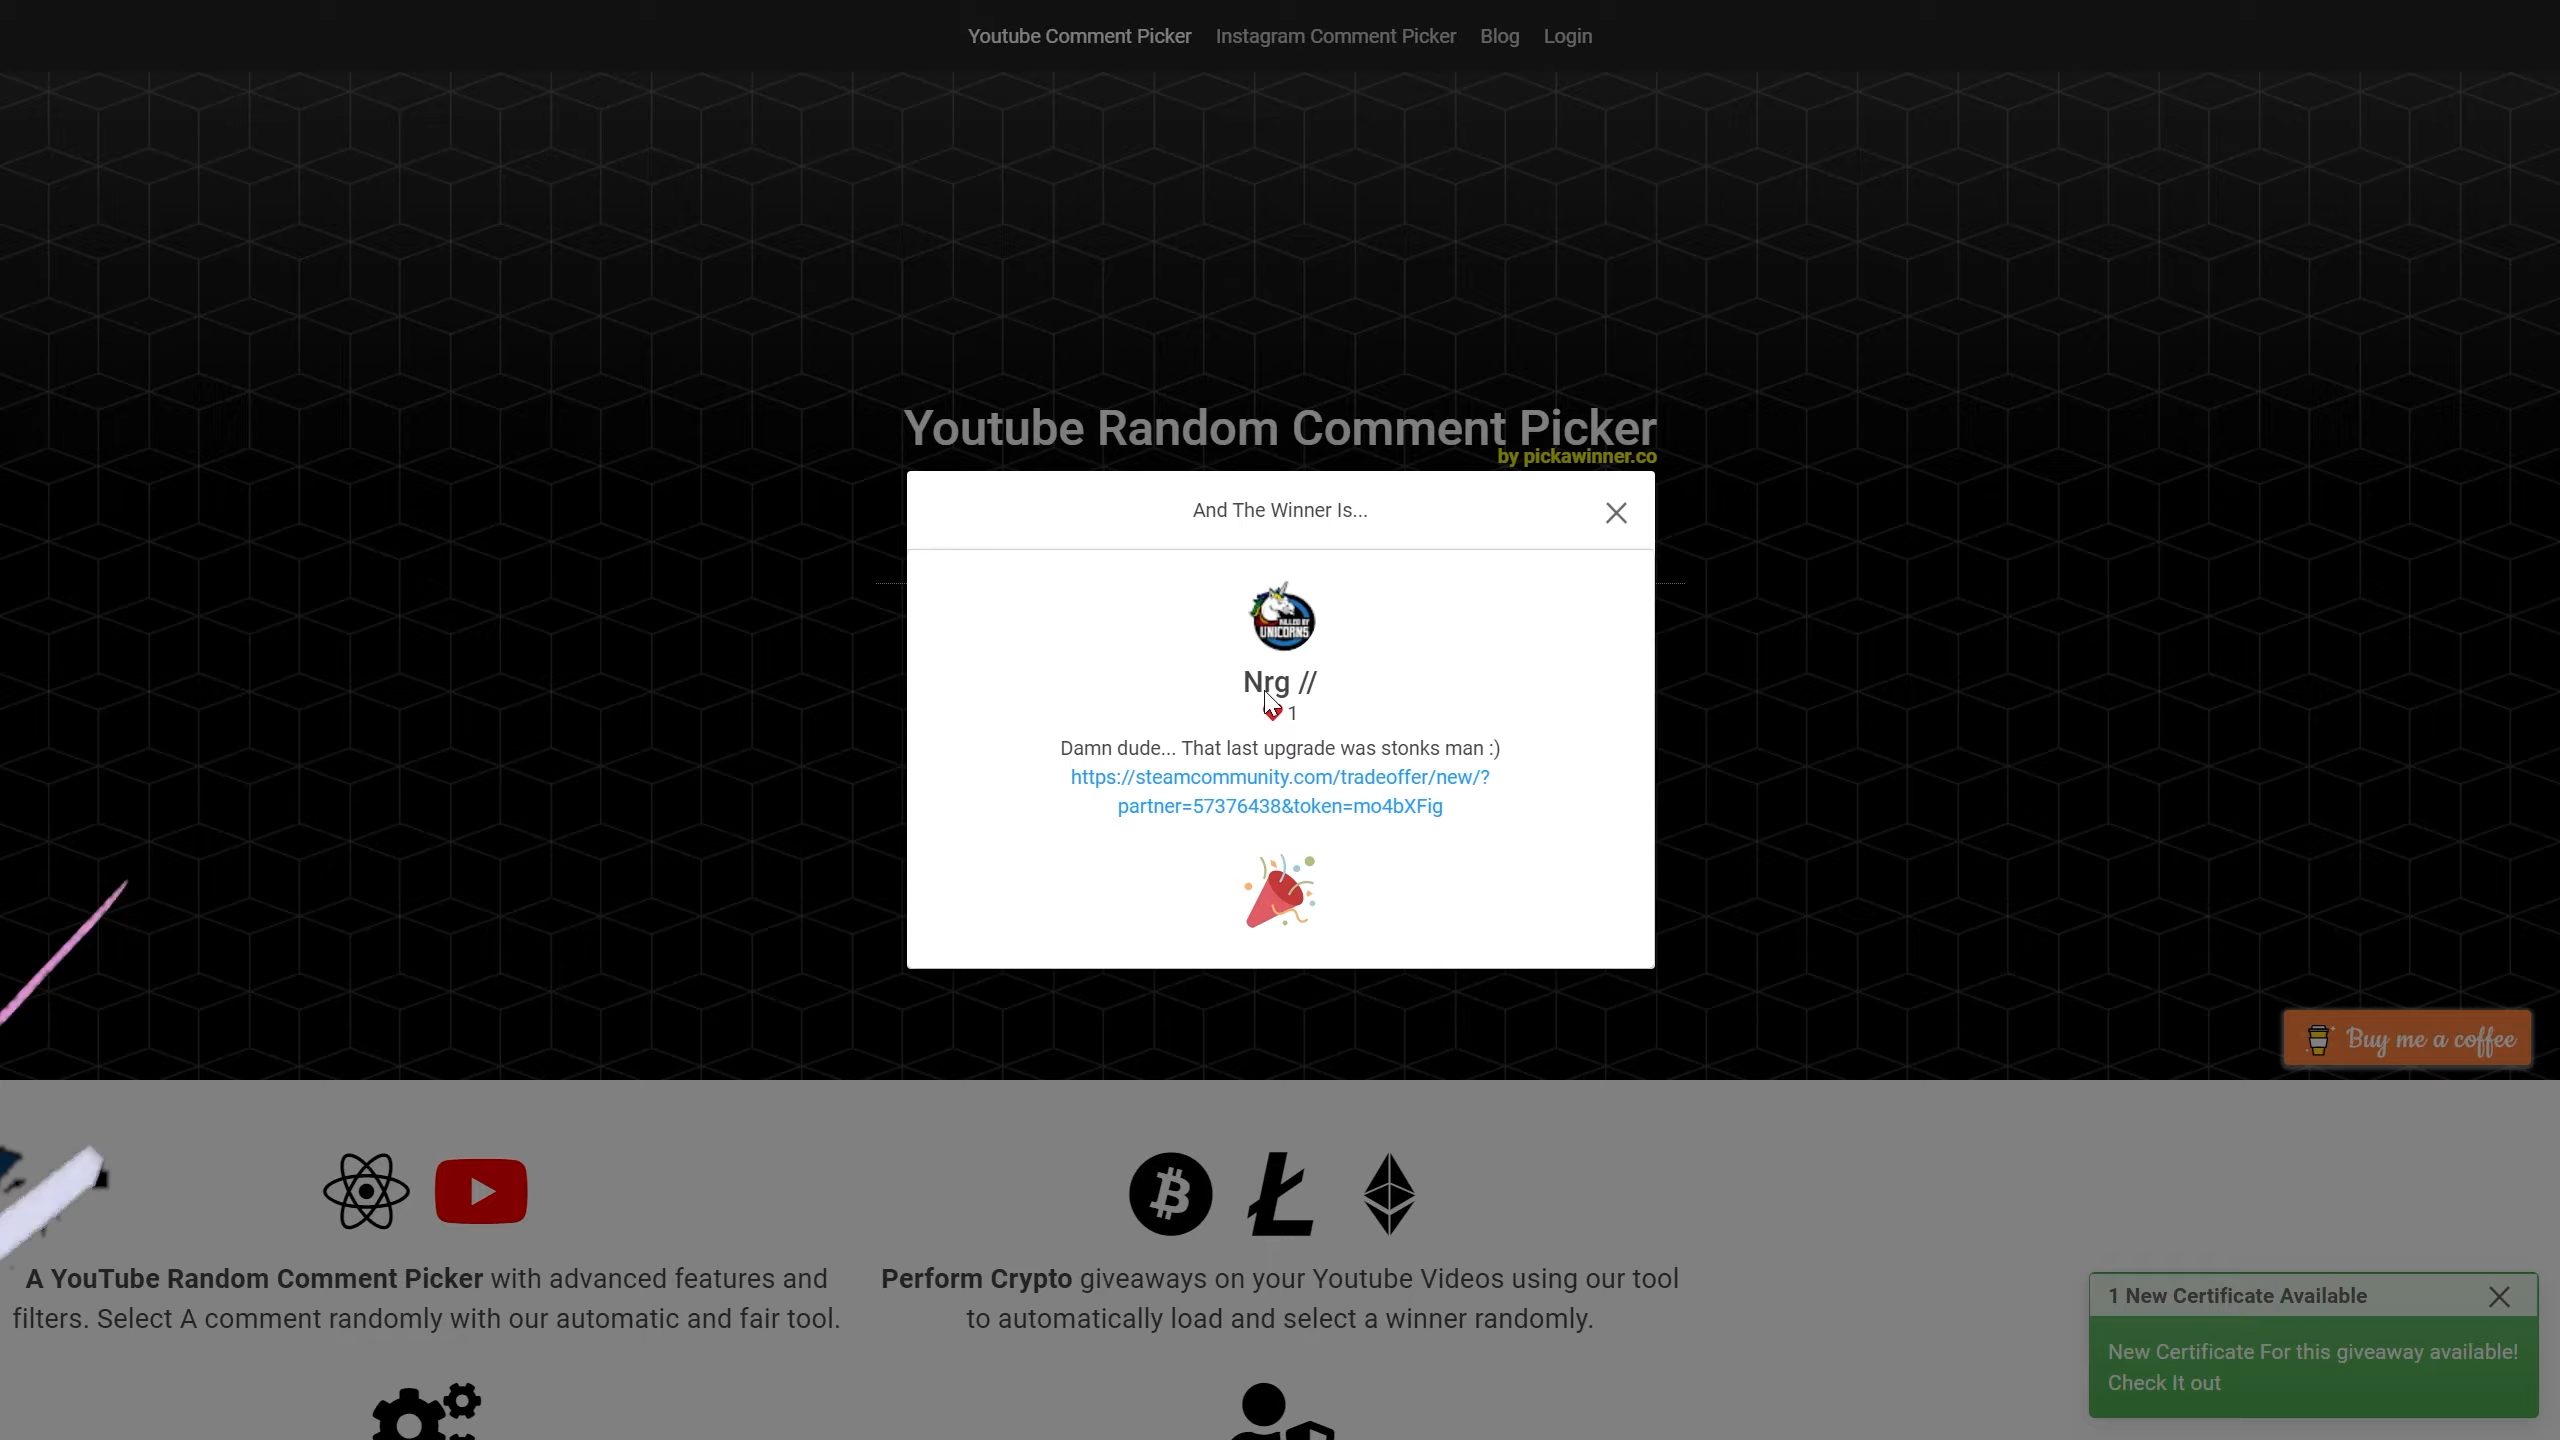 Youtube Comment Picker Instagram Comment Picker Blog Login
Youtube Random Comment Picker
by pickawinner.co
And The Winner Is...
KILLED BY
UNICORNS
Nrg //
1
Damn dude... That last upgrade was stonks man :)
https://steamcommunity.com/tradeoffer/new/?
partner=57376438&token=mo4bXFig
Buy me a coffee
A YouTube Random Comment Picker with advanced features and
filters. Select A comment randomly with our automatic and fair tool.
Perform Crypto giveaways on your Youtube Videos using our tool
to automatically load and select a winner randomly.
1 New Certificate Available
New Certificate For this giveaway available!
Check It out